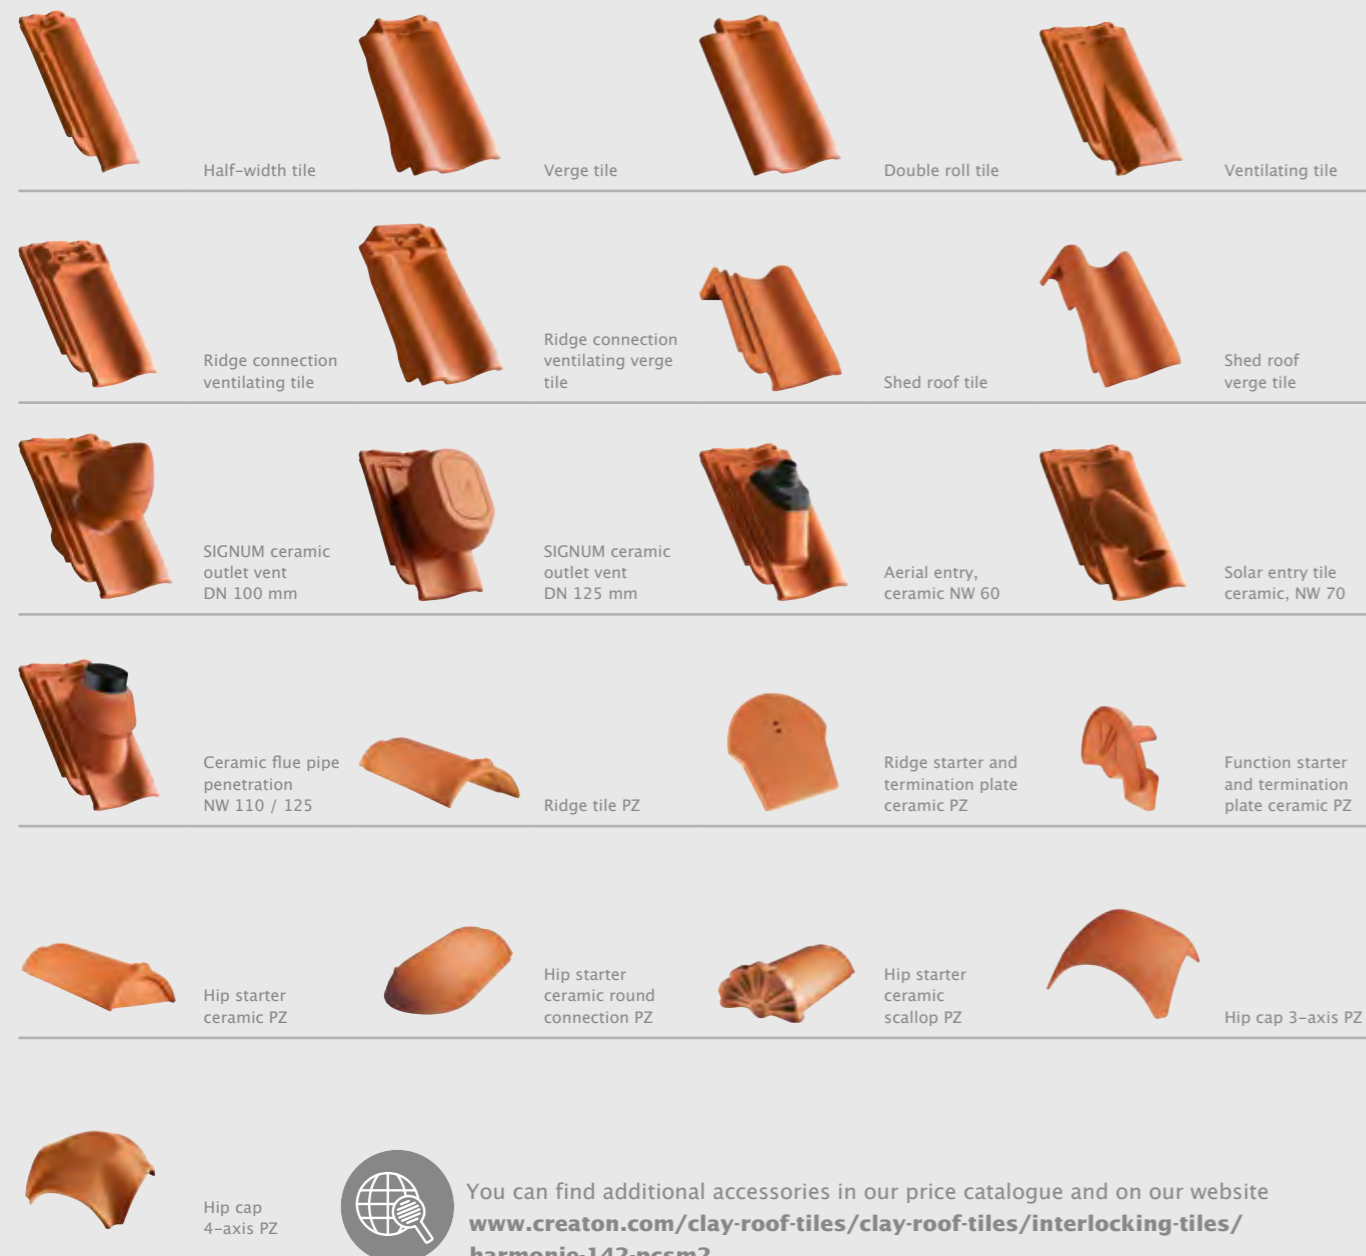 Half-width tile
Verge tile
Double roll tile
Ventilating tile
Ridge connection
ventilating tile
Ridge connection
ventilating verge
tile
Shed roof tile
Shed roof
verge tile
SIGNUM ceramic
outlet vent
DN 100 mm
SIGNUM ceramic
outlet vent
DN 125 mm
Aerial entry,
ceramic NW 60
Solar entry tile
ceramic, NW 70
Ceramic flue pipe
penetration
NW 110 / 125
Ridge tile PZ
Ridge starter and
termination plate
ceramic PZ
Function starter
and termination
plate ceramic PZ
Hip starter
ceramic PZ
Hip starter
ceramic round
connection PZ
Hip starter
ceramic
scallop PZ
Hip cap 3-axis PZ
Hip cap
4-axis PZ
You can find additional accessories in our price catalogue and on our website
www.creaton.com/clay-roof-tiles/clay-roof-tiles/interlocking-tiles/
harmonie-142-pcsm2